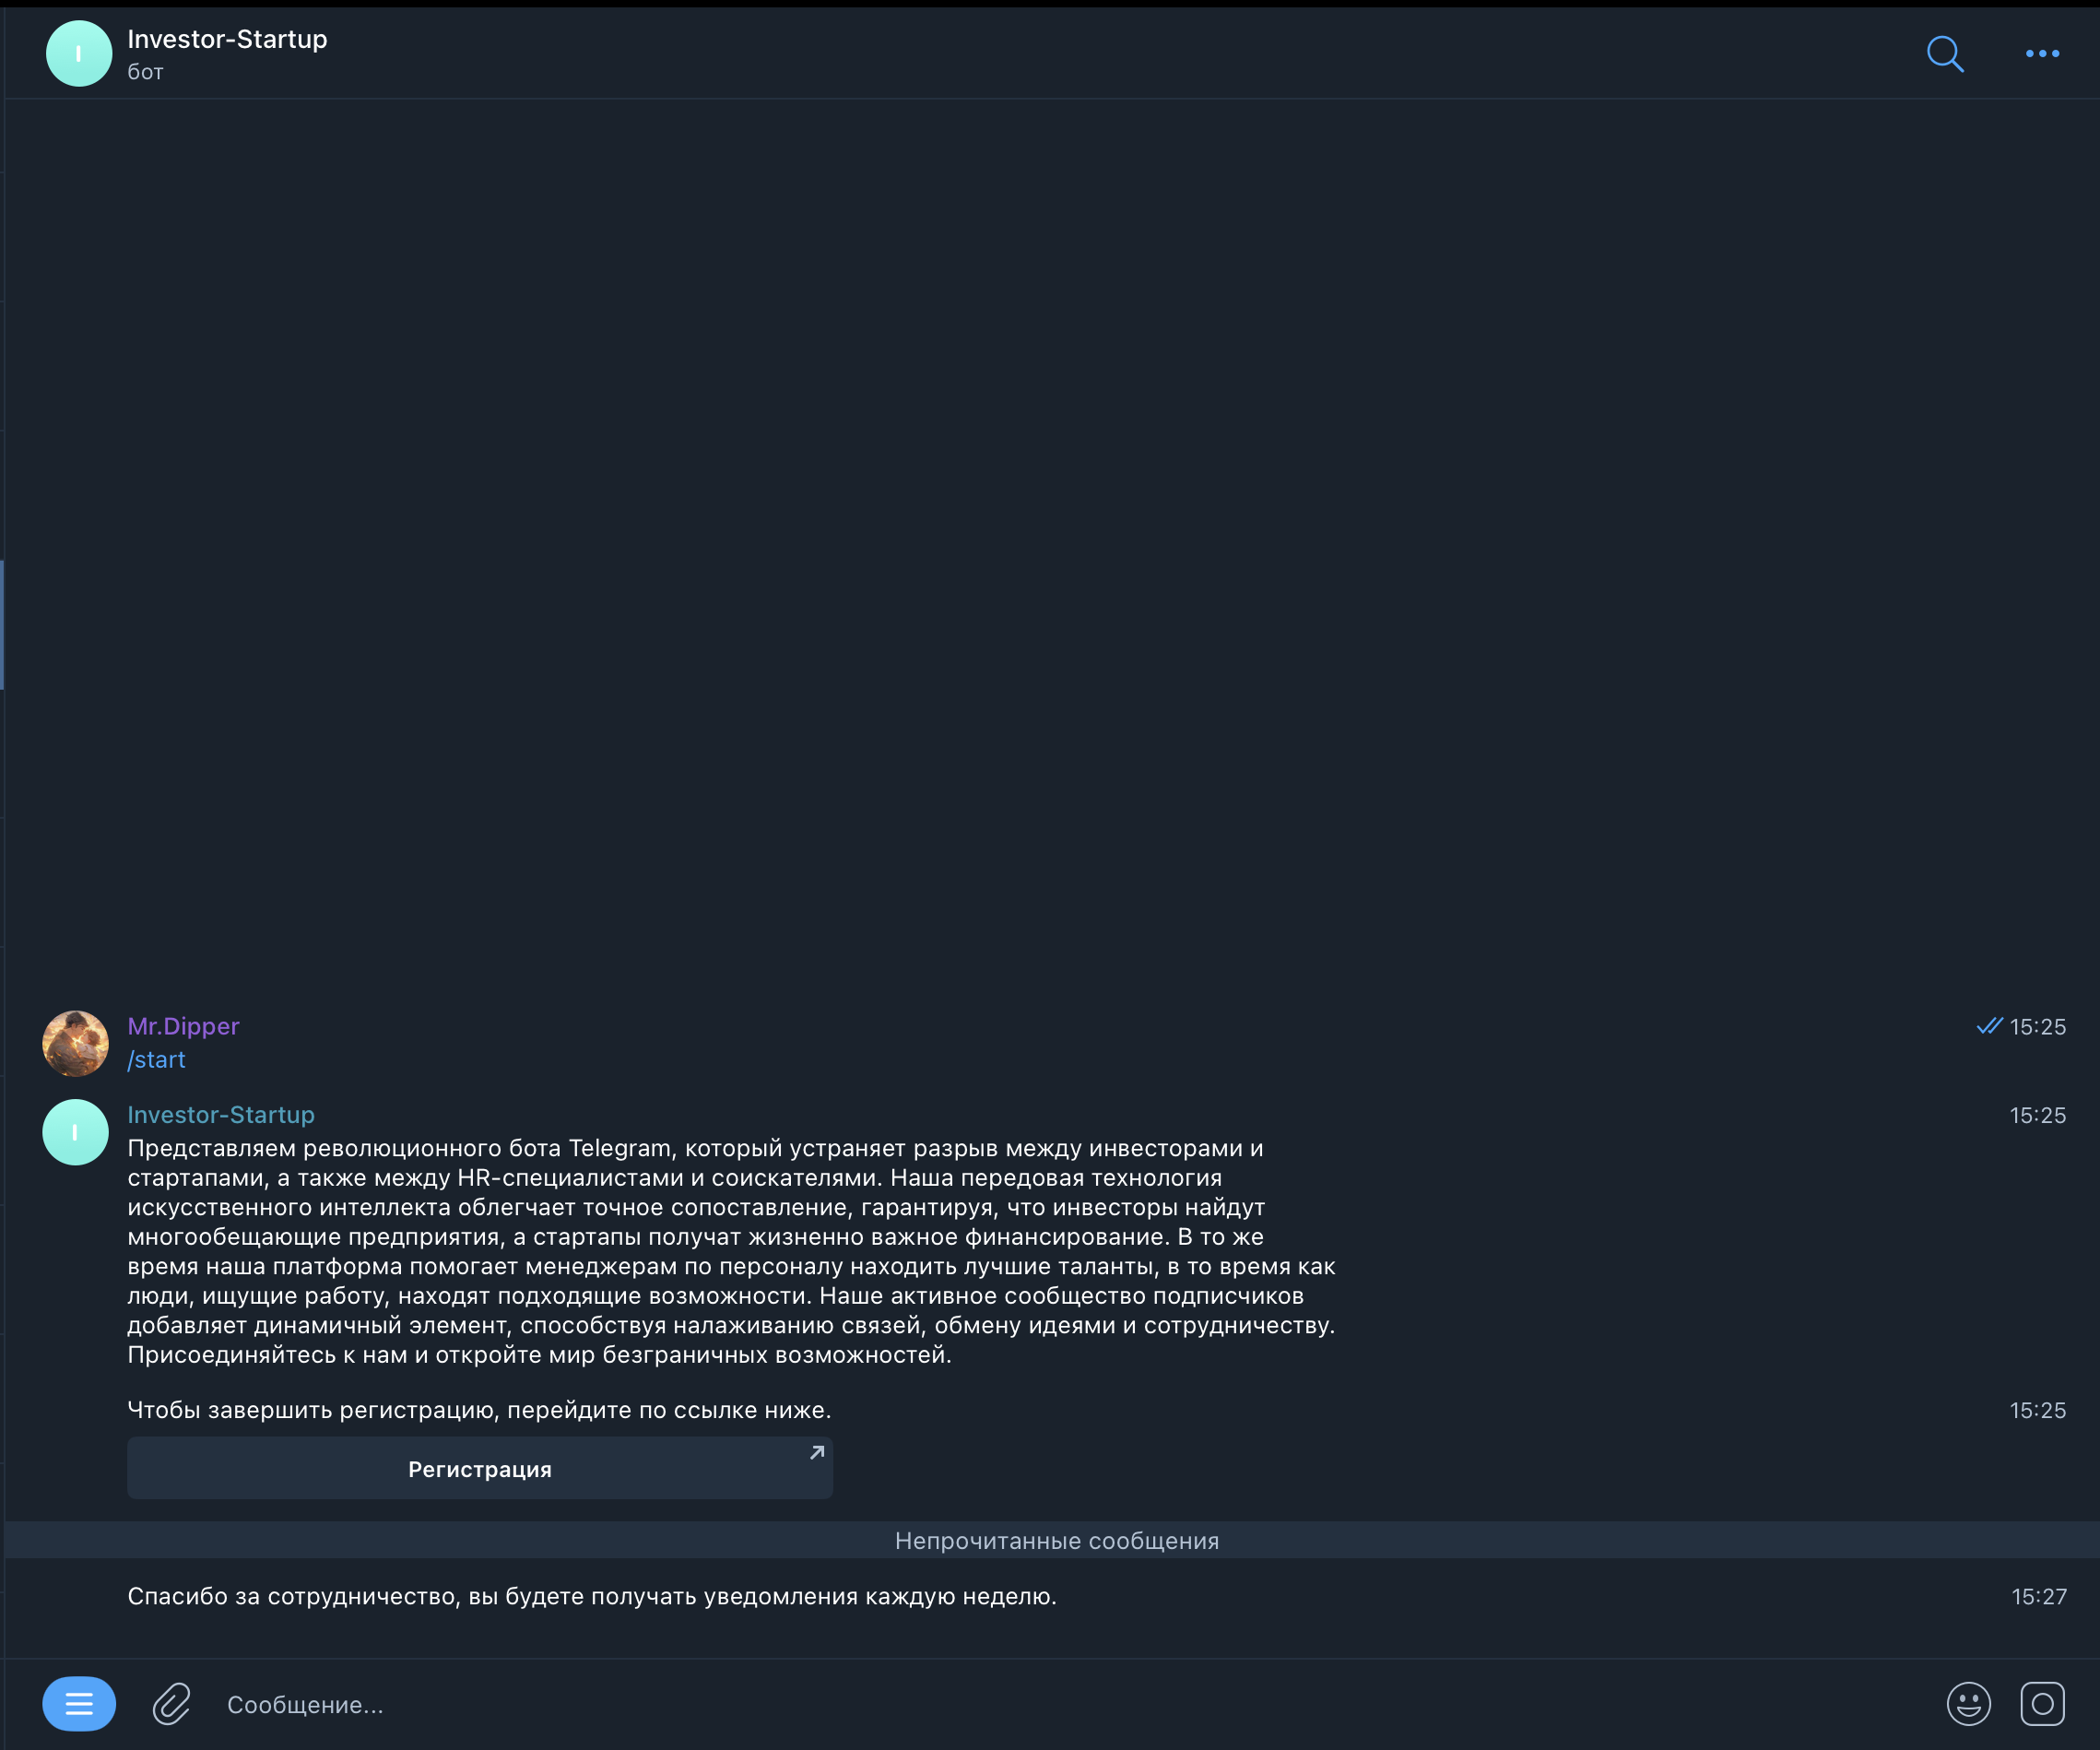 Investor-Startup
бот
Mr.Dipper
15:25
/start
Investor-Startup
15:25
Представляем революционного бота Telegram, который устраняет разрыв между инвесторами и
стартапами, а также между HR-специалистами и соискателями. Наша передовая технология
искусственного интеллекта облегчает точное сопоставление, гарантируя, что инвесторы найдут
многообещающие предприятия, а стартапы получат жизненно важное финансирование. В то же
время наша платформа помогает менеджерам по персоналу находить лучшие таланты, в то время как
люди, ищущие работу, находят подходящие возможности. Наше активное сообщество подписчиков
добавляет динамичный элемент, способствуя налаживанию связей, обмену идеями и сотрудничеству.
Присоединяйтесь к нам и откройте мир безграничных возможностей.
Чтобы завершить регистрацию, перейдите по ссылке ниже.
15:25
Регистрация
Непрочитанные сообщения
Спасибо за сотрудничество, вы будете получать уведомления каждую неделю.
15:27
Сообщение...